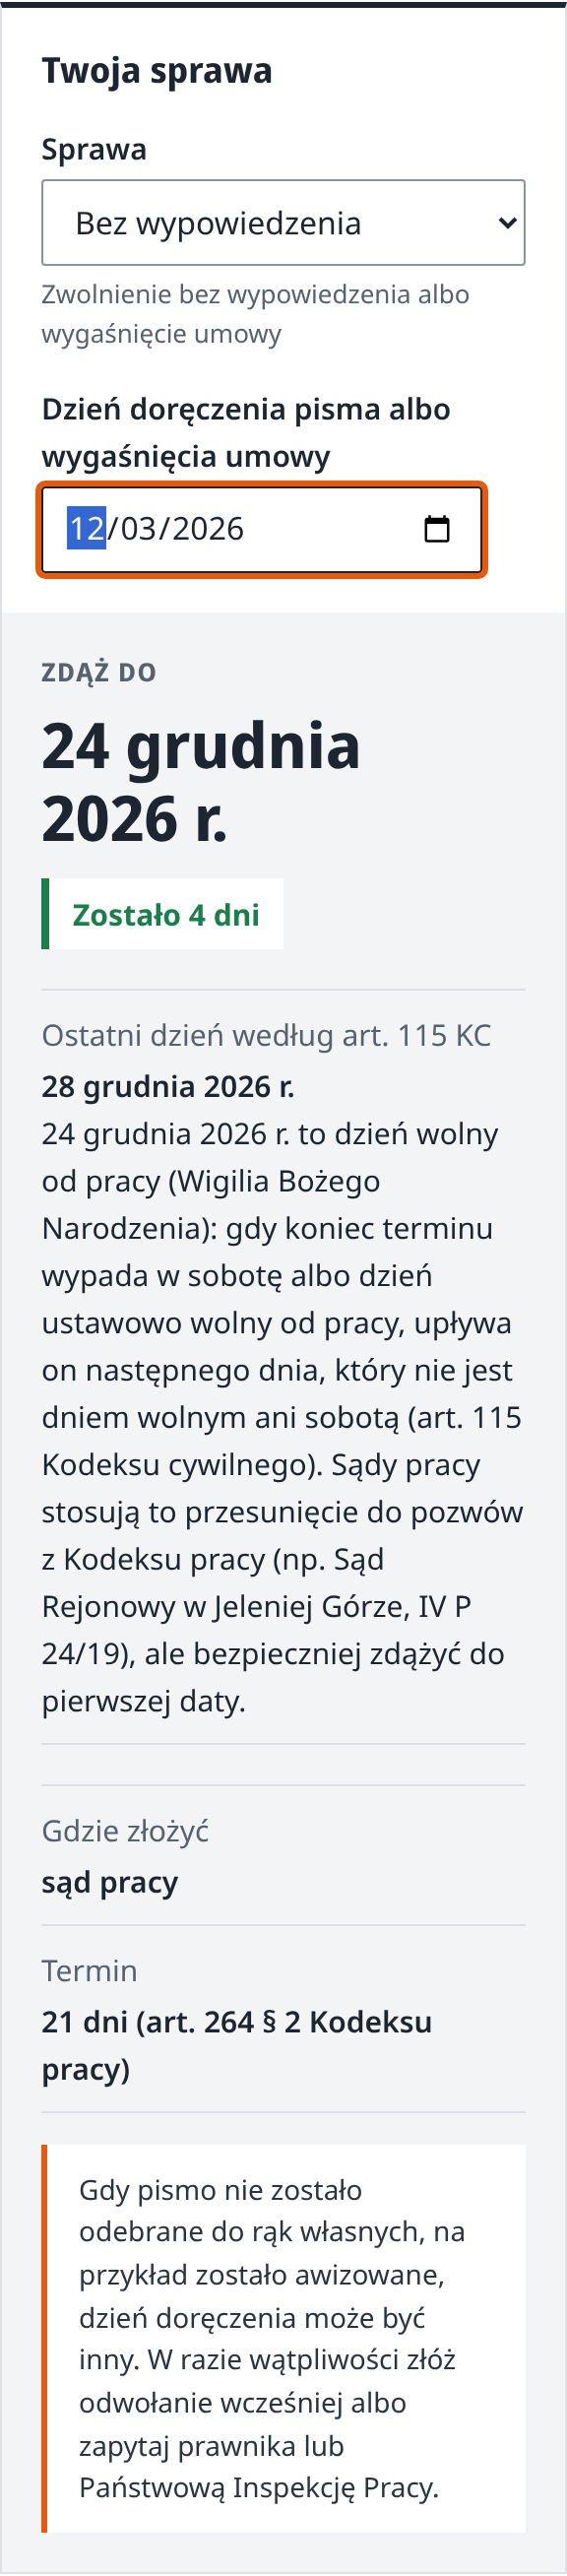 Twoja sprawa
Sprawa
Bez wypowiedzenia
Zwolnienie bez wypowiedzenia albo
wygaśnięcie umowy
Dzień doręczenia pisma albo
wygaśnięcia umowy
12/03/2026
ZDĄŻ DO
24 grudnia
2026 r.
Zostało 4 dni
Ostatni dzień według art. 115 KC
28 grudnia 2026 r.
24 grudnia 2026 r. to dzień wolny
od pracy (Wigilia Bożego
Narodzenia): gdy koniec terminu
wypada w sobotę albo dzień
ustawowo wolny od pracy, upływa
on następnego dnia, który nie jest
dniem wolnym ani sobotą (art. 115
Kodeksu cywilnego). Sądy pracy
stosują to przesunięcie do pozwów
z Kodeksu pracy (np. Sąd
Rejonowy w Jeleniej Górze, IV P
24/19), ale bezpieczniej zdążyć do
pierwszej daty.
Gdzie złożyć
sąd pracy
Termin
21 dni (art. 264 § 2 Kodeksu
pracy)
Gdy pismo nie zostało
odebrane do rąk własnych, na
przykład zostało awizowane,
dzień doręczenia może być
inny. W razie wątpliwości złóż
odwołanie wcześniej albo
zapytaj prawnika lub
Państwową Inspekcję Pracy.